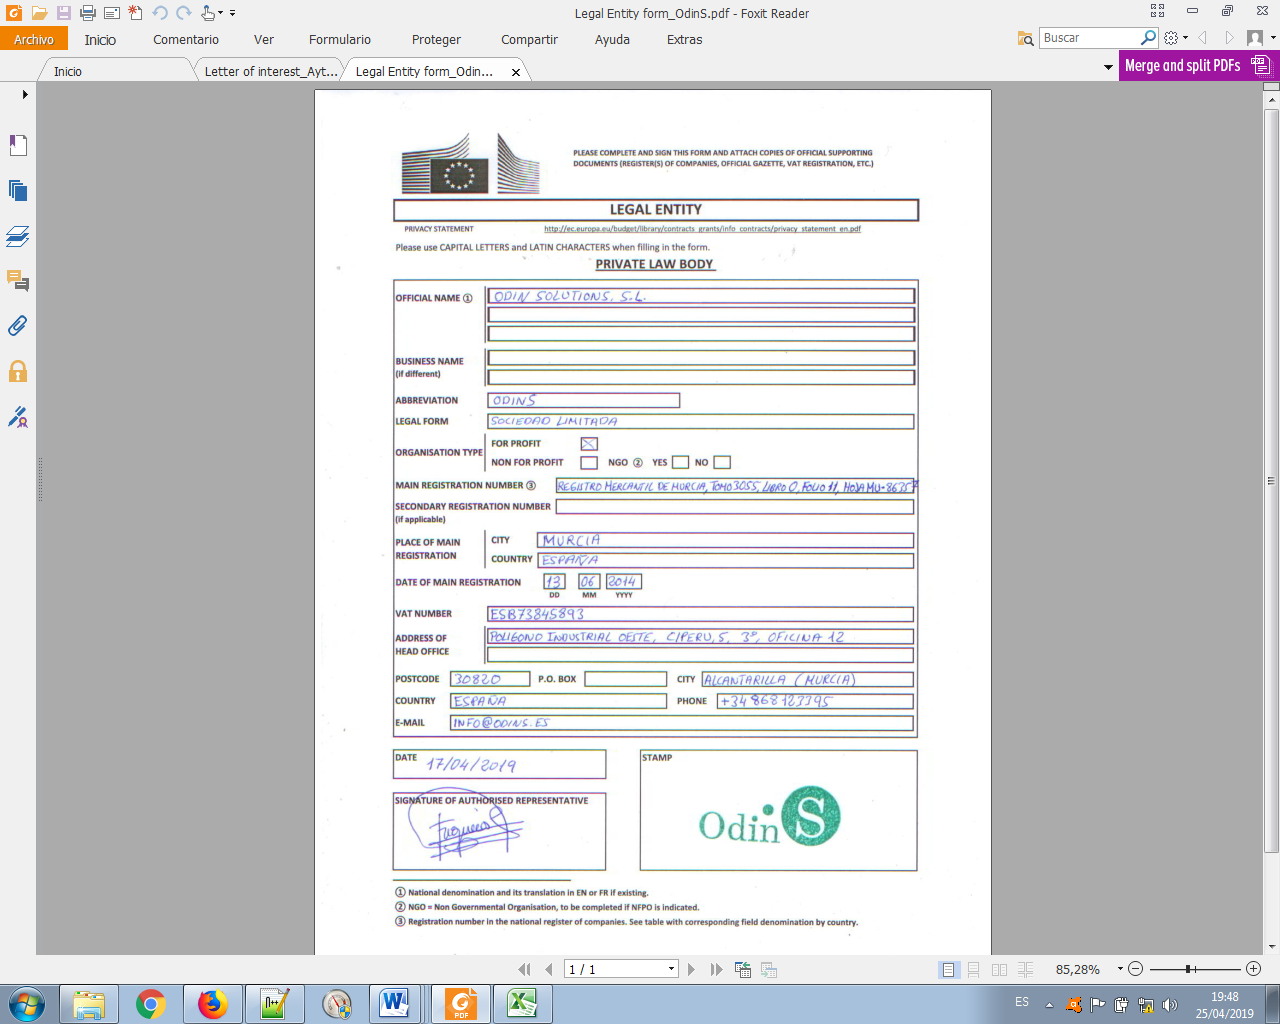 Legal Entity form_OdinS.pdf - Foxit Reader
Archivo Inicio Comentario Ver Formulario Proteger Compartir Ayuda Extras
Buscar
Inicio Letter of interest_Ayt... Legal Entity form_Odin...
Merge and split PDFs
PLEASE COMPLETE AND SIGN THIS FORM AND ATTACH COPIES OF OFFICIAL SUPPORTING
DOCUMENTS (REGISTER(S) OF COMPANIES, OFFICIAL GAZETTE, VAT REGISTRATION, ETC.)
LEGAL ENTITY
PRIVACY STATEMENT http://ec.europa.eu/budget/library/contracts_grants/info_contracts/privacy_statement_en.pdf
Please use CAPITAL LETTERS and LATIN CHARACTERS when filling in the form.
PRIVATE LAW BODY
OFFICIAL NAME ① ODIN SOLUTIONS, S.L.
BUSINESS NAME
(if different)
ABBREVIATION ODINS
LEGAL FORM SOCIEDAD LIMITADA
FOR PROFIT
ORGANISATION TYPE
NON FOR PROFIT NGO ② YES NO
MAIN REGISTRATION NUMBER ③ REGISTRO MERCANTIL DE MURCIA, TOMO 3055, LIBRO 0, FOLIO 11, HOJA MU-86357
SECONDARY REGISTRATION NUMBER
(if applicable)
PLACE OF MAIN REGISTRATION CITY MURCIA
COUNTRY ESPAÑA
DATE OF MAIN REGISTRATION 13 06 2014
DD MM YYYY
VAT NUMBER ESB73845893
ADDRESS OF HEAD OFFICE POLIGONO INDUSTRIAL OESTE, C/PERU, 5, 3º, OFICINA 12
POSTCODE 30820 P.O. BOX CITY ALCANTARILLA (MURCIA)
COUNTRY ESPAÑA PHONE +34 868123395
E-MAIL INFO@ODINS.ES
DATE 17/04/2019
STAMP
SIGNATURE OF AUTHORISED REPRESENTATIVE
OdinS
① National denomination and its translation in EN or FR if existing.
② NGO = Non Governmental Organisation, to be completed if NFPO is indicated.
③ Registration number in the national register of companies. See table with corresponding field denomination by country.
1 / 1
85,28%
ES
19:48
25/04/2019